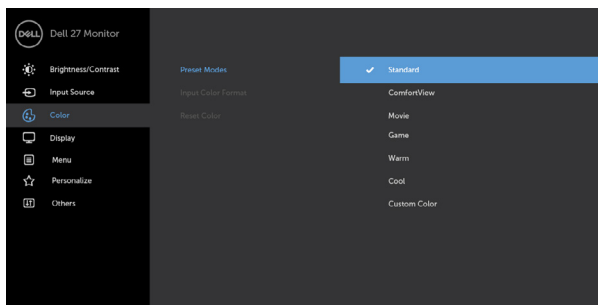 DELL Dell 27 Monitor
Brightness/Contrast
Input Source
Color
Display
Menu
Personalize
Others
Preset Modes
Input Color Format
Reset Color
Standard
ComfortView
Movie
Game
Warm
Cool
Custom Color